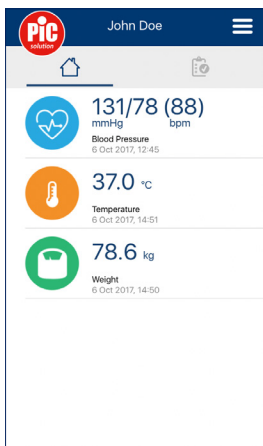 PiC
solution
John Doe
131/78 (88)
mmHg bpm
Blood Pressure
6 Oct 2017, 12:45
37.0 °C
Temperature
6 Oct 2017, 14:51
78.6 kg
Weight
6 Oct 2017, 14:50